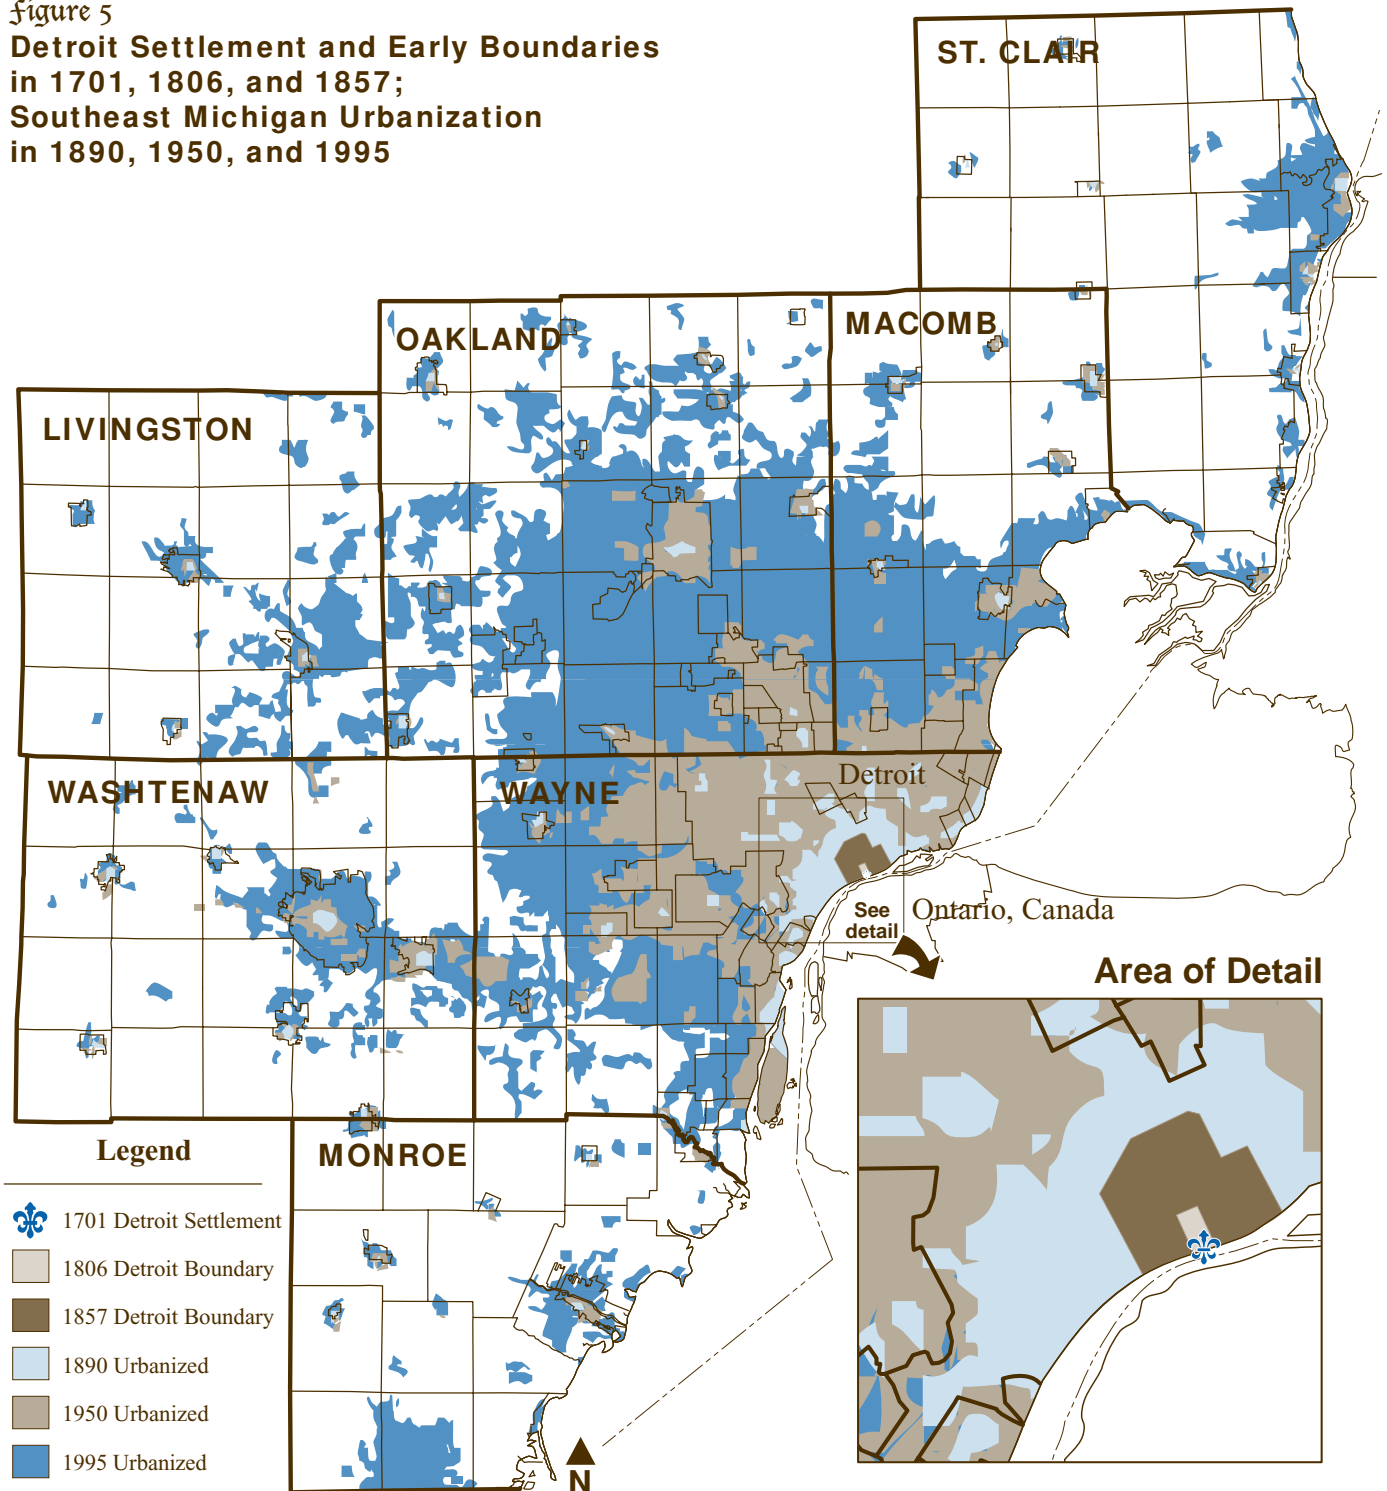 Figure 5
Detroit Settlement and Early Boundaries
in 1701, 1806, and 1857;
Southeast Michigan Urbanization
in 1890, 1950, and 1995
ST. CLAIR
OAKLAND
MACOMB
LIVINGSTON
WASHTENAW
WAYNE
Detroit
See
detail
Ontario, Canada
Area of Detail
MONROE
Legend
1701 Detroit Settlement
1806 Detroit Boundary
1857 Detroit Boundary
1890 Urbanized
1950 Urbanized
1995 Urbanized
N